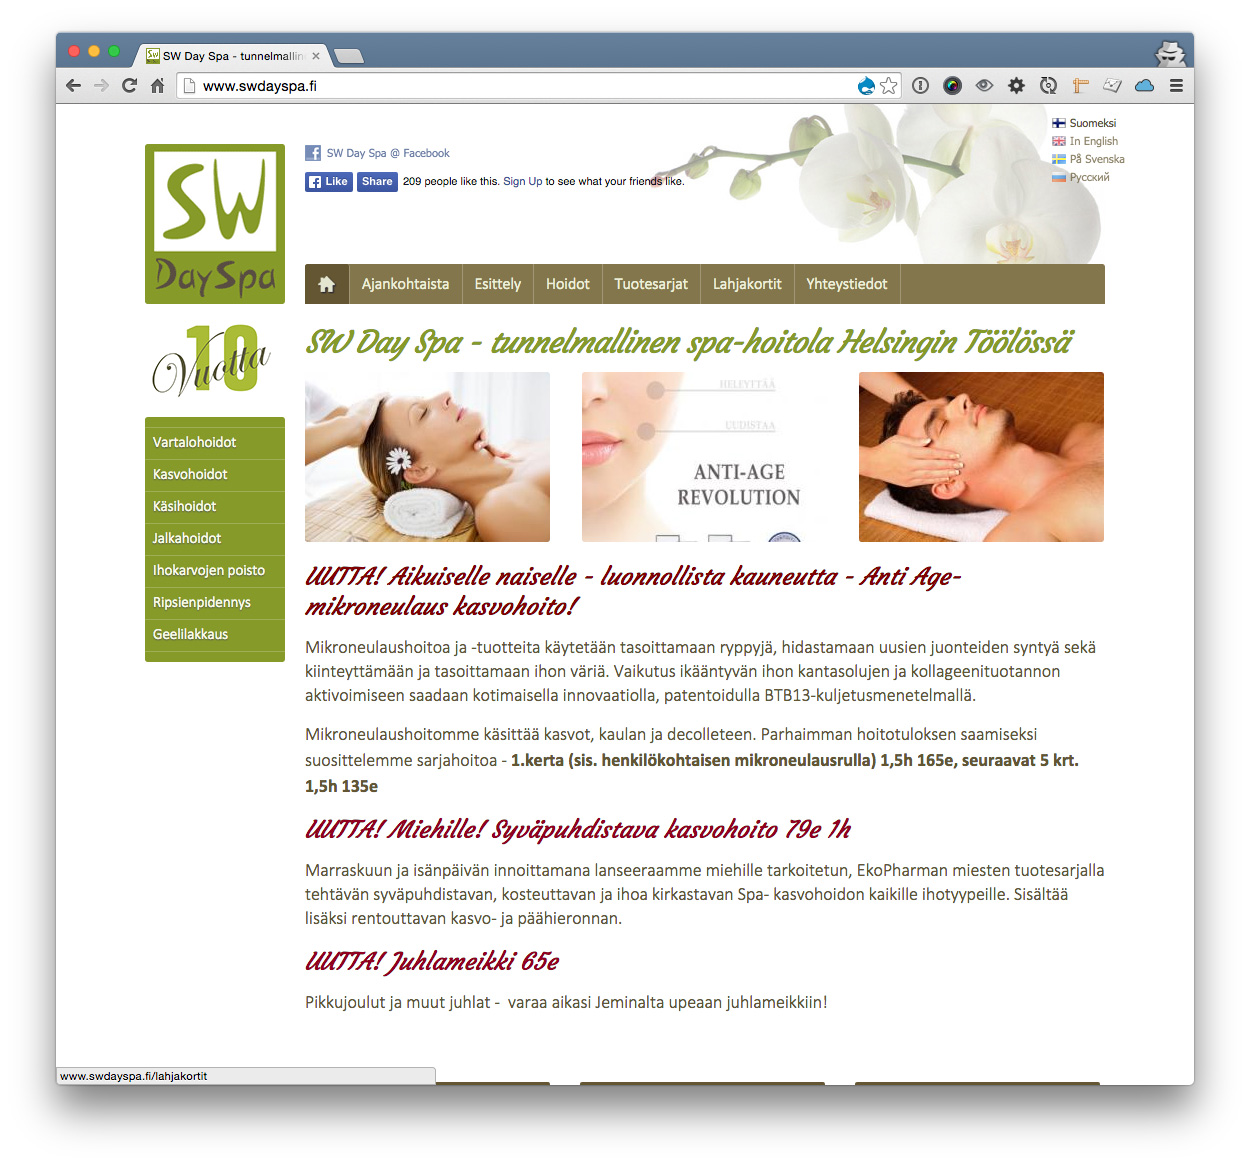 SW Day Spa - tunnelmallin
www.swdayspa.fi
SW
DaySpa
SW Day Spa @ Facebook
Like Share 209 people like this. Sign Up to see what your friends like.
Suomeksi
In English
På Svenska
Русский
Ajankohtaista Esittely Hoidot Tuotesarjat Lahjakortit Yhteystiedot
10 Vuotta
Vartalohoidot
Kasvohoidot
Käsihoidot
Jalkahoidot
Ihokarvojen poisto
Ripsienpidennys
Geelilakkaus
SW Day Spa - tunnelmallinen spa-hoitola Helsingin Töölössä
HELEYTTÄÄ
UUDISTAA
ANTI-AGE
REVOLUTION
UUTTA! Aikuiselle naiselle - luonnollista kauneutta - Anti Age-
mikroneulaus kasvohoito!
Mikroneulaushoitoa ja -tuotteita käytetään tasoittamaan ryppyjä, hidastamaan uusien juonteiden syntyä sekä
kiinteyttämään ja tasoittamaan ihon väriä. Vaikutus ikääntyvän ihon kantasolujen ja kollageenituotannon
aktivoimiseen saadaan kotimaisella innovaatiolla, patentoidulla BTB13-kuljetusmenetelmallä.
Mikroneulaushoitomme käsittää kasvot, kaulan ja decolleteen. Parhaimman hoitotuloksen saamiseksi
suosittelemme sarjahoitoa - 1.kerta (sis. henkilökohtaisen mikroneulausrulla) 1,5h 165e, seuraavat 5 krt.
1,5h 135e
UUTTA! Miehille! Syväpuhdistava kasvohoito 79e 1h
Marraskuun ja isänpäivän innoittamana lanseeraamme miehille tarkoitetun, EkoPharman miesten tuotesarjalla
tehtävän syväpuhdistavan, kosteuttavan ja ihoa kirkastavan Spa- kasvohoidon kaikille ihotyypeille. Sisältää
lisäksi rentouttavan kasvo- ja päähieronnan.
UUTTA! Juhlameikki 65e
Pikkujoulut ja muut juhlat - varaa aikasi Jeminalta upeaan juhlameikkiin!
www.swdayspa.fi/lahjakortit